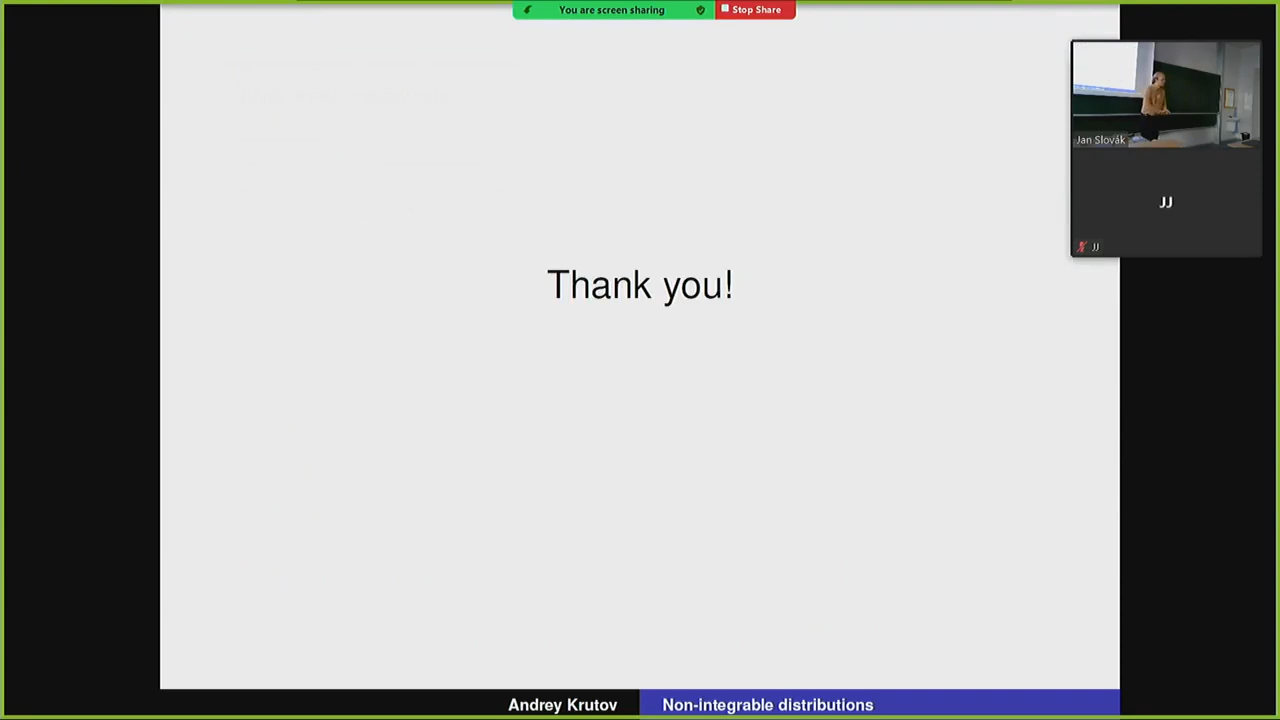 You are screen sharing
Stop Share
Jan Slovák
JJ
JJ
Thank you!
Andrey Krutov
Non-integrable distributions